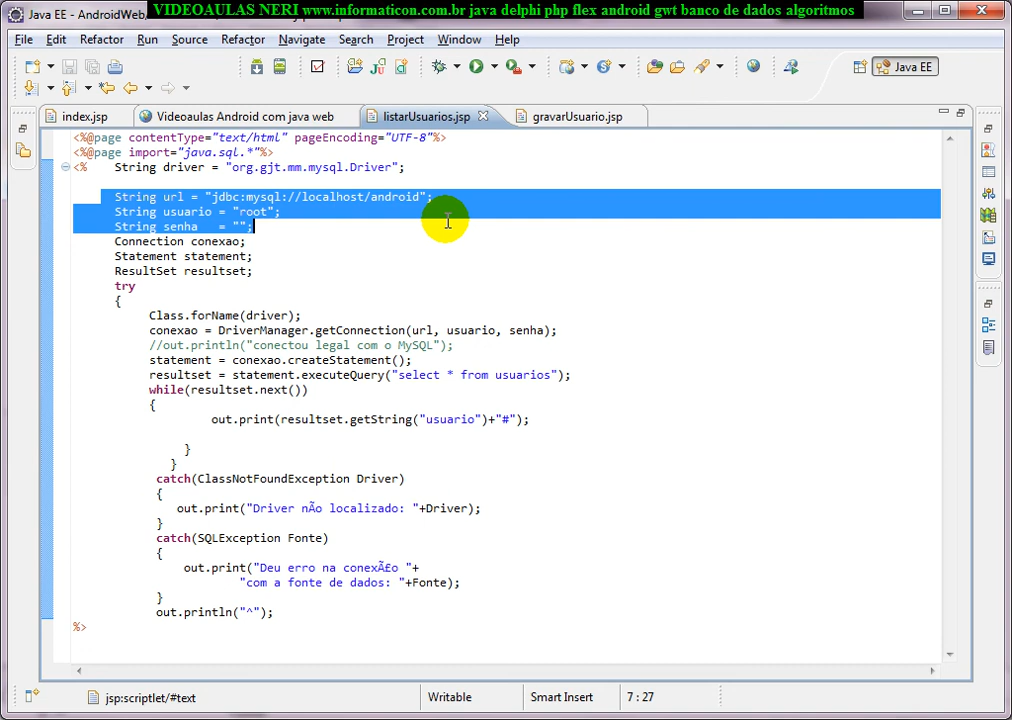 Java EE - AndroidWeb/
VIDEOAULAS NERI www.informaticon.com.br java delphi php flex android gwt banco de dados algoritmos
File Edit Refactor Run Source Refactor Navigate Search Project Window Help
Java EE
index.jsp Videoaulas Android com java web listarUsuarios.jsp gravarUsuario.jsp
<%@page contentType="text/html" pageEncoding="UTF-8"%>
<%@page import="java.sql.*"%>
<% String driver = "org.gjt.mm.mysql.Driver";
String url = "jdbc:mysql://localhost/android";
String usuario = "root";
String senha = "";
Connection conexao;
Statement statement;
ResultSet resultset;
try
{
Class.forName(driver);
conexao = DriverManager.getConnection(url, usuario, senha);
//out.println("conectou legal com o MySQL");
statement = conexao.createStatement();
resultset = statement.executeQuery("select * from usuarios");
while(resultset.next())
{
out.print(resultset.getString("usuario")+"#");
}
}
catch(ClassNotFoundException Driver)
{
out.print("Driver nÃo localizado: "+Driver);
}
catch(SQLException Fonte)
{
out.print("Deu erro na conexÃ£o "+
"com a fonte de dados: "+Fonte);
}
out.println("^");
%>
jsp:scriptlet/#text Writable Smart Insert 7 : 27